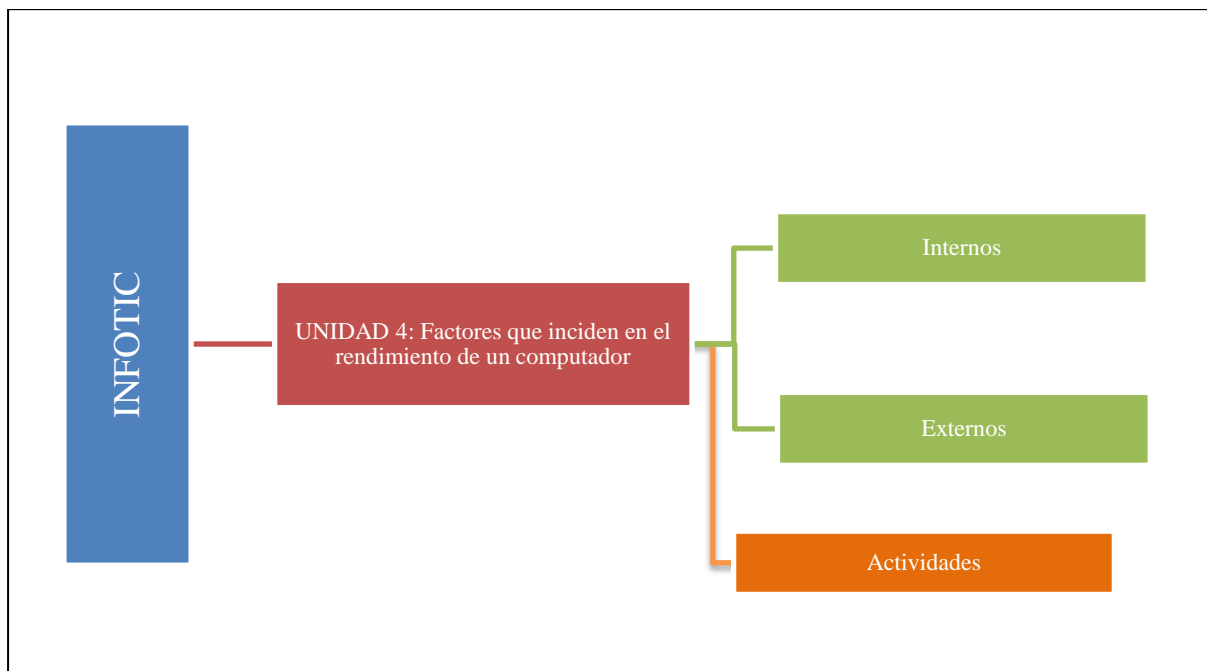 INFOTIC
UNIDAD 4: Factores que inciden en el
rendimiento de un computador
Internos
Externos
Actividades